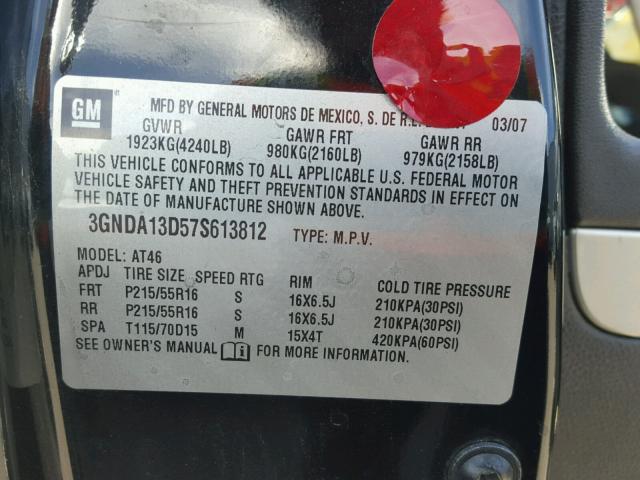 GM MFD BY GENERAL MOTORS DE MEXICO, S. DE R.L. 03/07
GVWR GAWR FRT GAWR RR
1923KG(4240LB) 980KG(2160LB) 979KG(2158LB)
THIS VEHICLE CONFORMS TO ALL APPLICABLE U.S. FEDERAL MOTOR
VEHICLE SAFETY AND THEFT PREVENTION STANDARDS IN EFFECT ON
THE DATE OF MANUFACTURE SHOWN ABOVE.
3GNDA13D57S613812 TYPE: M.P.V.
MODEL: AT46
APDJ TIRE SIZE SPEED RTG RIM COLD TIRE PRESSURE
FRT P215/55R16 S 16X6.5J 210KPA(30PSI)
RR P215/55R16 S 16X6.5J 210KPA(30PSI)
SPA T115/70D15 M 15X4T 420KPA(60PSI)
SEE OWNER'S MANUAL FOR MORE INFORMATION.